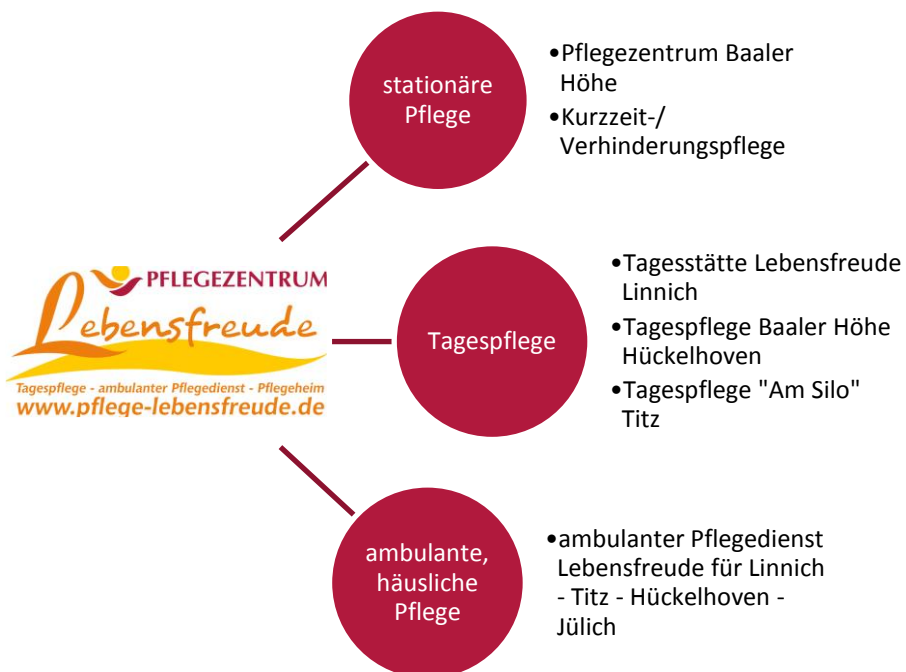 stationäre
Pflege
•Pflegezentrum Baaler
Höhe
•Kurzzeit-/
Verhinderungspflege
PFLEGEZENTRUM
Lebensfreude
Tagespflege - ambulanter Pflegedienst - Pflegeheim
www.pflege-lebensfreude.de
Tagespflege
•Tagesstätte Lebensfreude
Linnich
•Tagespflege Baaler Höhe
Hückelhoven
•Tagespflege "Am Silo"
Titz
ambulante,
häusliche
Pflege
•ambulanter Pflegedienst
Lebensfreude für Linnich
- Titz - Hückelhoven -
Jülich